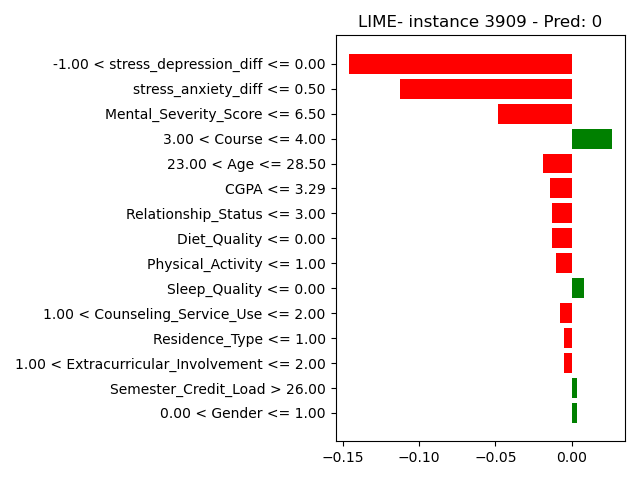 LIME- instance 3909 - Pred: 0
-1.00 < stress_depression_diff <= 0.00
stress_anxiety_diff <= 0.50
Mental_Severity_Score <= 6.50
3.00 < Course <= 4.00
23.00 < Age <= 28.50
CGPA <= 3.29
Relationship_Status <= 3.00
Diet_Quality <= 0.00
Physical_Activity <= 1.00
Sleep_Quality <= 0.00
1.00 < Counseling_Service_Use <= 2.00
Residence_Type <= 1.00
1.00 < Extracurricular_Involvement <= 2.00
Semester_Credit_Load > 26.00
0.00 < Gender <= 1.00
−0.15 −0.10 −0.05 0.00